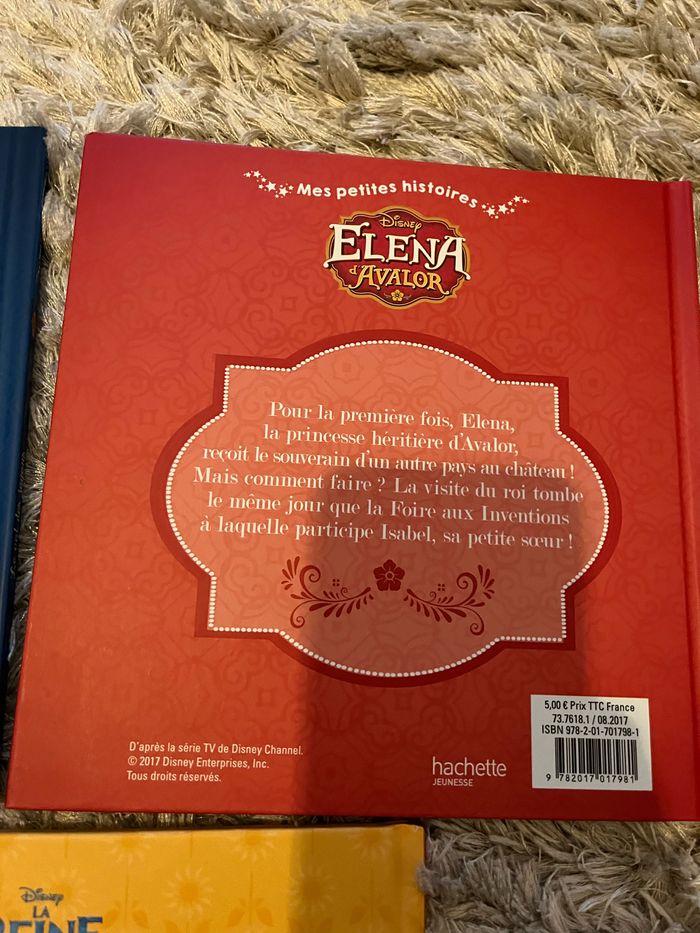 Mes petites histoires
Disney
ELENA
d'AVALOR
Pour la première fois, Elena,
la princesse héritière d'Avalor,
reçoit le souverain d'un autre pays au château !
Mais comment faire ? La visite du roi tombe
le même jour que la Foire aux Inventions
à laquelle participe Isabel, sa petite sœur !
5,00 € Prix TTC France
73.7618.1 / 08.2017
ISBN 978-2-01-701798-1
9 782017 017981
D'après la série TV de Disney Channel.
© 2017 Disney Enterprises, Inc.
Tous droits réservés.
hachette
JEUNESSE
Disney
LA
REINE